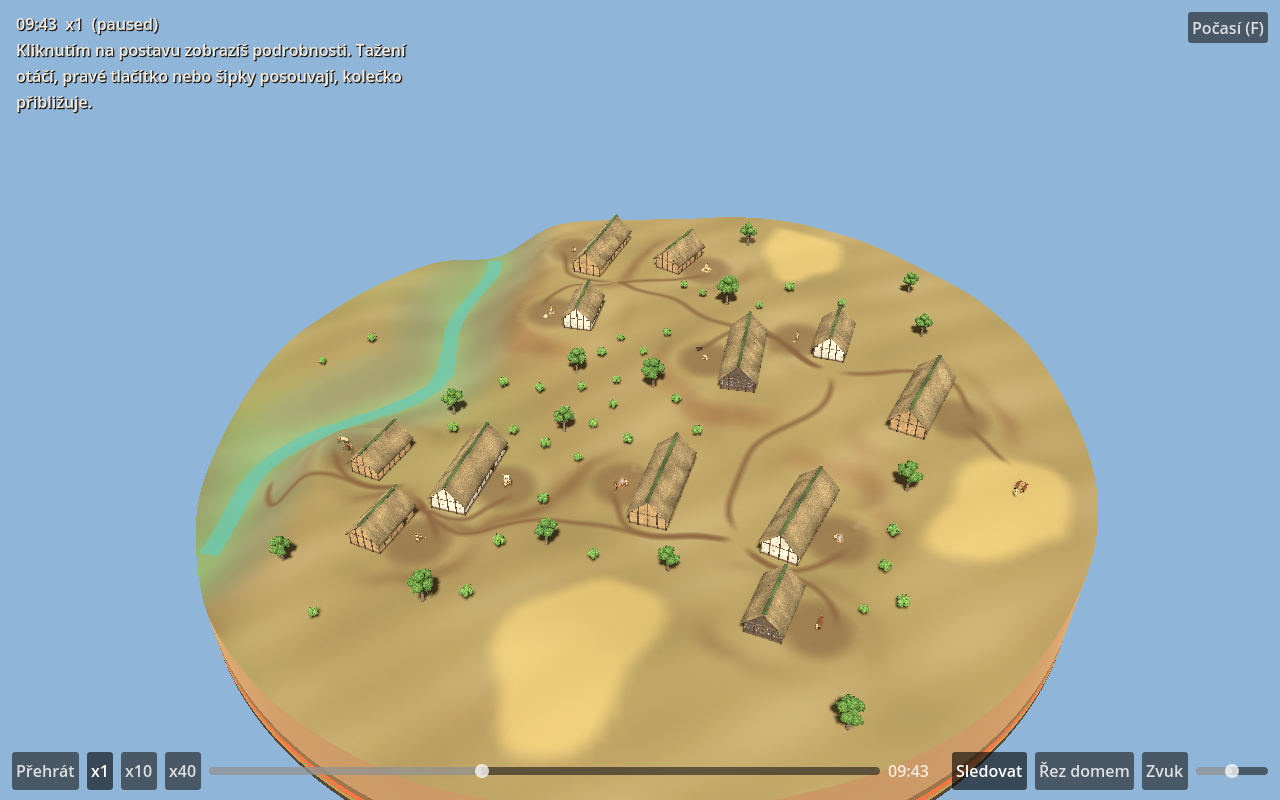 09:43 x1 (paused)
Kliknutím na postavu zobrazíš podrobnosti. Tažení
otáčí, pravé tlačítko nebo šipky posouvají, kolečko
přibližuje.
Počasí (F)
Přehrát
x1
x10
x40
09:43
Sledovat
Řez domem
Zvuk